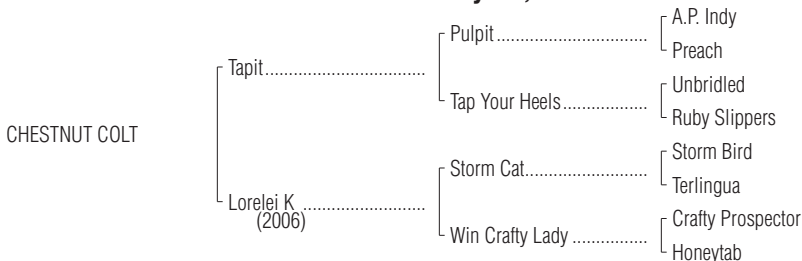 A.P. Indy
Pulpit................................
Preach
Tapit..................................
Unbridled
Tap Your Heels..................
Ruby Slippers
CHESTNUT COLT
Storm Bird
Storm Cat..........................
Terlingua
Lorelei K ..........................
(2006)
Crafty Prospector
Win Crafty Lady ................
Honeytab